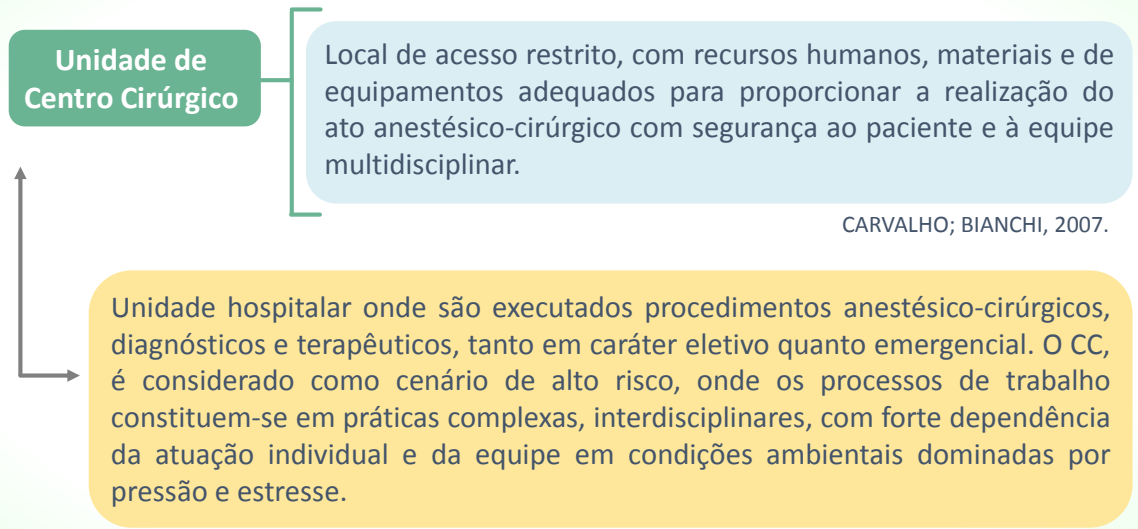 Unidade de
Centro Cirúrgico
Local de acesso restrito, com recursos humanos, materiais e de
equipamentos adequados para proporcionar a realização do
ato anestésico-cirúrgico com segurança ao paciente e à equipe
multidisciplinar.
CARVALHO; BIANCHI, 2007.
Unidade hospitalar onde são executados procedimentos anestésico-cirúrgicos,
diagnósticos e terapêuticos, tanto em caráter eletivo quanto emergencial. O CC,
é considerado como cenário de alto risco, onde os processos de trabalho
constituem-se em práticas complexas, interdisciplinares, com forte dependência
da atuação individual e da equipe em condições ambientais dominadas por
pressão e estresse.